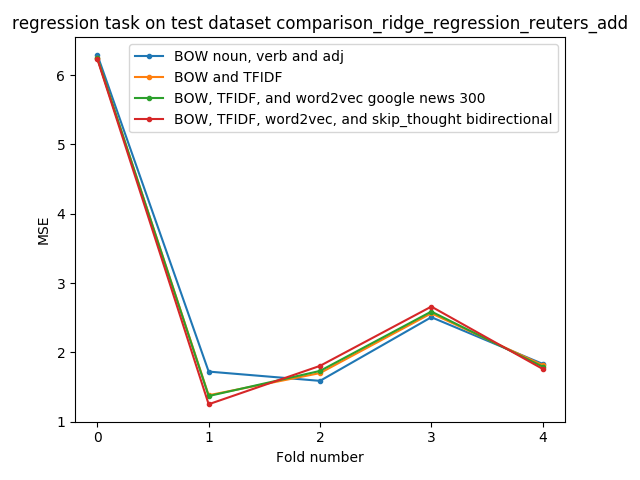 regression task on test dataset comparison_ridge_regression_reuters_add
BOW noun, verb and adj
BOW and TFIDF
BOW, TFIDF, and word2vec google news 300
BOW, TFIDF, word2vec, and skip_thought bidirectional
6
5
4
3
2
1
MSE
0 1 2 3 4
Fold number